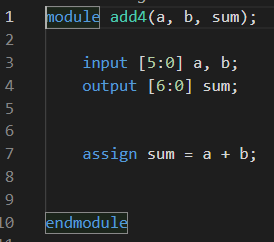 1 module add4(a, b, sum);
2
3 input [5:0] a, b;
4 output [6:0] sum;
5
6
7 assign sum = a + b;
8
9
10 endmodule